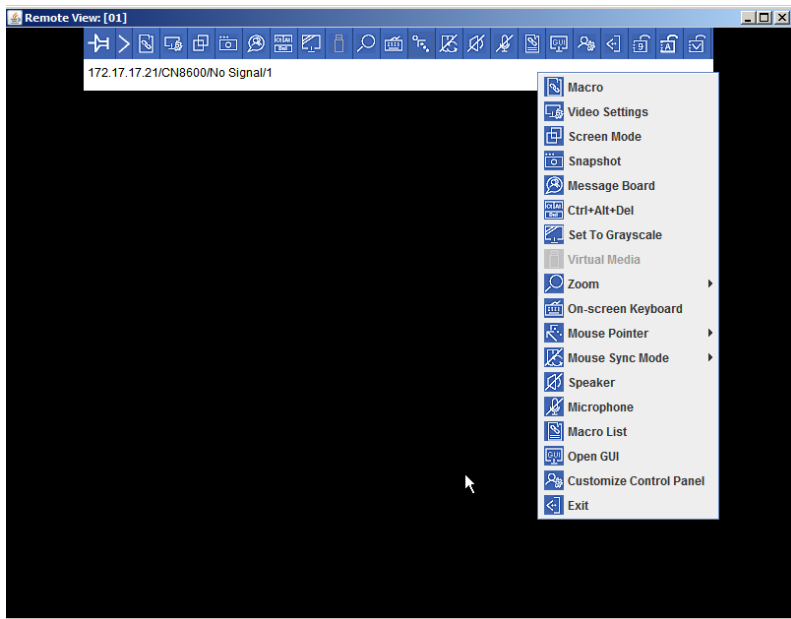 Remote View: [01]
172.17.17.21/CN8600/No Signal/1
Macro
Video Settings
Screen Mode
Snapshot
Message Board
Ctrl+Alt+Del
Set To Grayscale
Virtual Media
Zoom
On-screen Keyboard
Mouse Pointer
Mouse Sync Mode
Speaker
Microphone
Macro List
Open GUI
Customize Control Panel
Exit